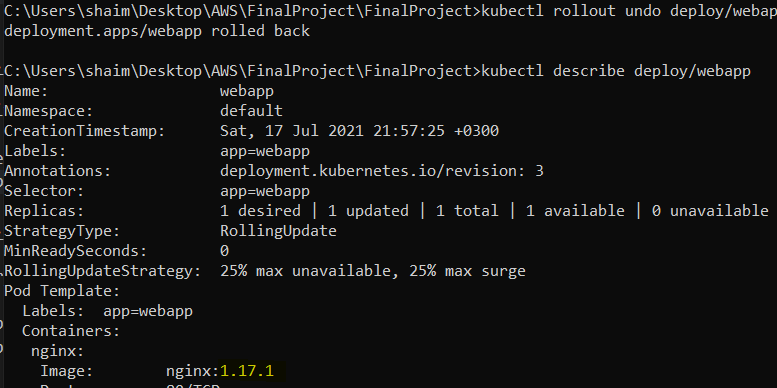 C:\Users\shaim\Desktop\AWS\FinalProject\FinalProject>kubectl rollout undo deploy/webap
deployment.apps/webapp rolled back
C:\Users\shaim\Desktop\AWS\FinalProject\FinalProject>kubectl describe deploy/webapp
Name: webapp
Namespace: default
CreationTimestamp: Sat, 17 Jul 2021 21:57:25 +0300
Labels: app=webapp
Annotations: deployment.kubernetes.io/revision: 3
Selector: app=webapp
Replicas: 1 desired | 1 updated | 1 total | 1 available | 0 unavailable
StrategyType: RollingUpdate
MinReadySeconds: 0
RollingUpdateStrategy: 25% max unavailable, 25% max surge
Pod Template:
Labels: app=webapp
Containers:
nginx:
Image: nginx:1.17.1